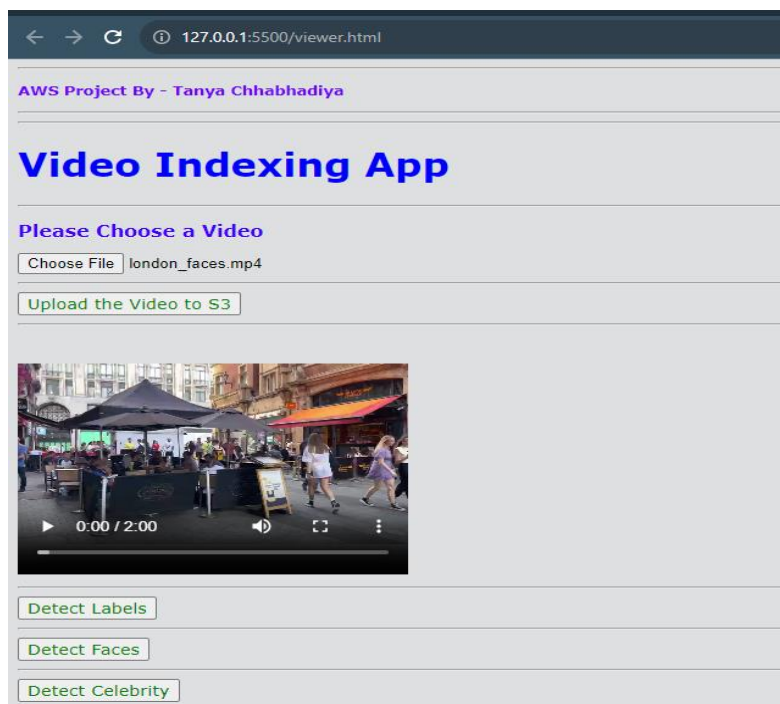 127.0.0.1:5500/viewer.html
AWS Project By - Tanya Chhabhadiya
Video Indexing App
Please Choose a Video
Choose File london_faces.mp4
Upload the Video to S3
0:00 / 2:00
Detect Labels
Detect Faces
Detect Celebrity